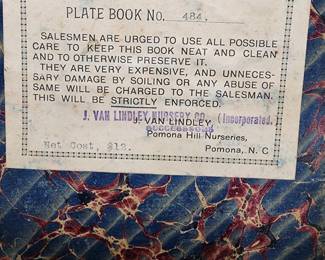 PLATE BOOK No. 484.
SALESMEN ARE URGED TO USE ALL POSSIBLE
CARE TO KEEP THIS BOOK NEAT AND CLEAN
AND TO OTHERWISE PRESERVE IT.
THEY ARE VERY EXPENSIVE, AND UNNECES-
SARY DAMAGE BY SOILING OR ANY ABUSE OF
SAME WILL BE CHARGED TO THE SALESMAN.
THIS WILL BE STRICTLY ENFORCED.
J. VAN LINDLEY NURSERY CO. (Incorporated.
VAN LINDLEY,
SUCCESSORS
Pomona Hill Nurseries,
Net Cost, $12. Pomona, N. C